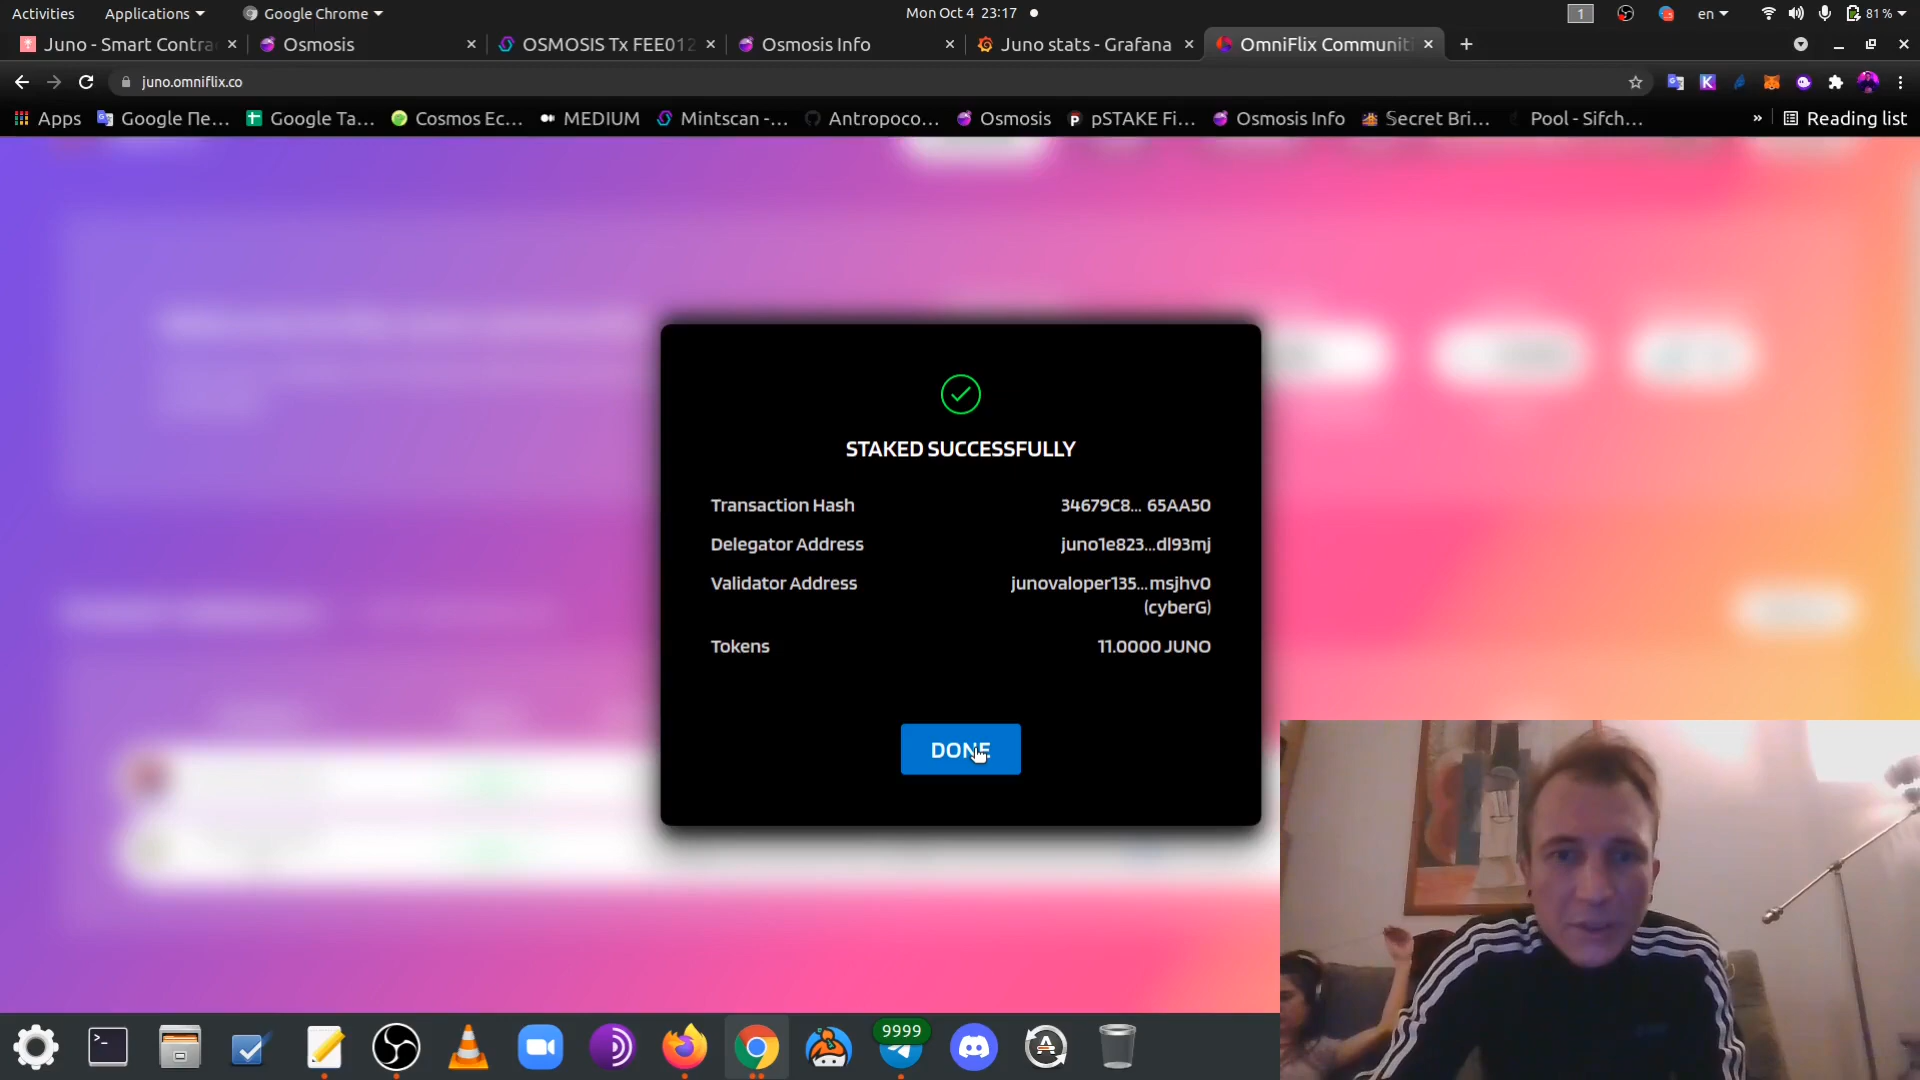 Activities Applications Google Chrome Mon Oct 4 23:17 1 en 81 %
Juno - Smart Contra Osmosis OSMOSIS Tx FEE012 Osmosis Info Juno stats - Grafana OmniFlix Communit
juno.omniflix.co
Apps Google Пе... Google Ta... Cosmos Ec... MEDIUM Mintscan -... Antropoco... Osmosis pSTAKE Fi... Osmosis Info Secret Bri... Pool - Sifch... » Reading list
STAKED SUCCESSFULLY
Transaction Hash 34679C8... 65AA50
Delegator Address juno1e823...dl93mj
Validator Address junovaloper135...msjhv0
(cyberG)
Tokens 11.0000 JUNO
DONE
9999